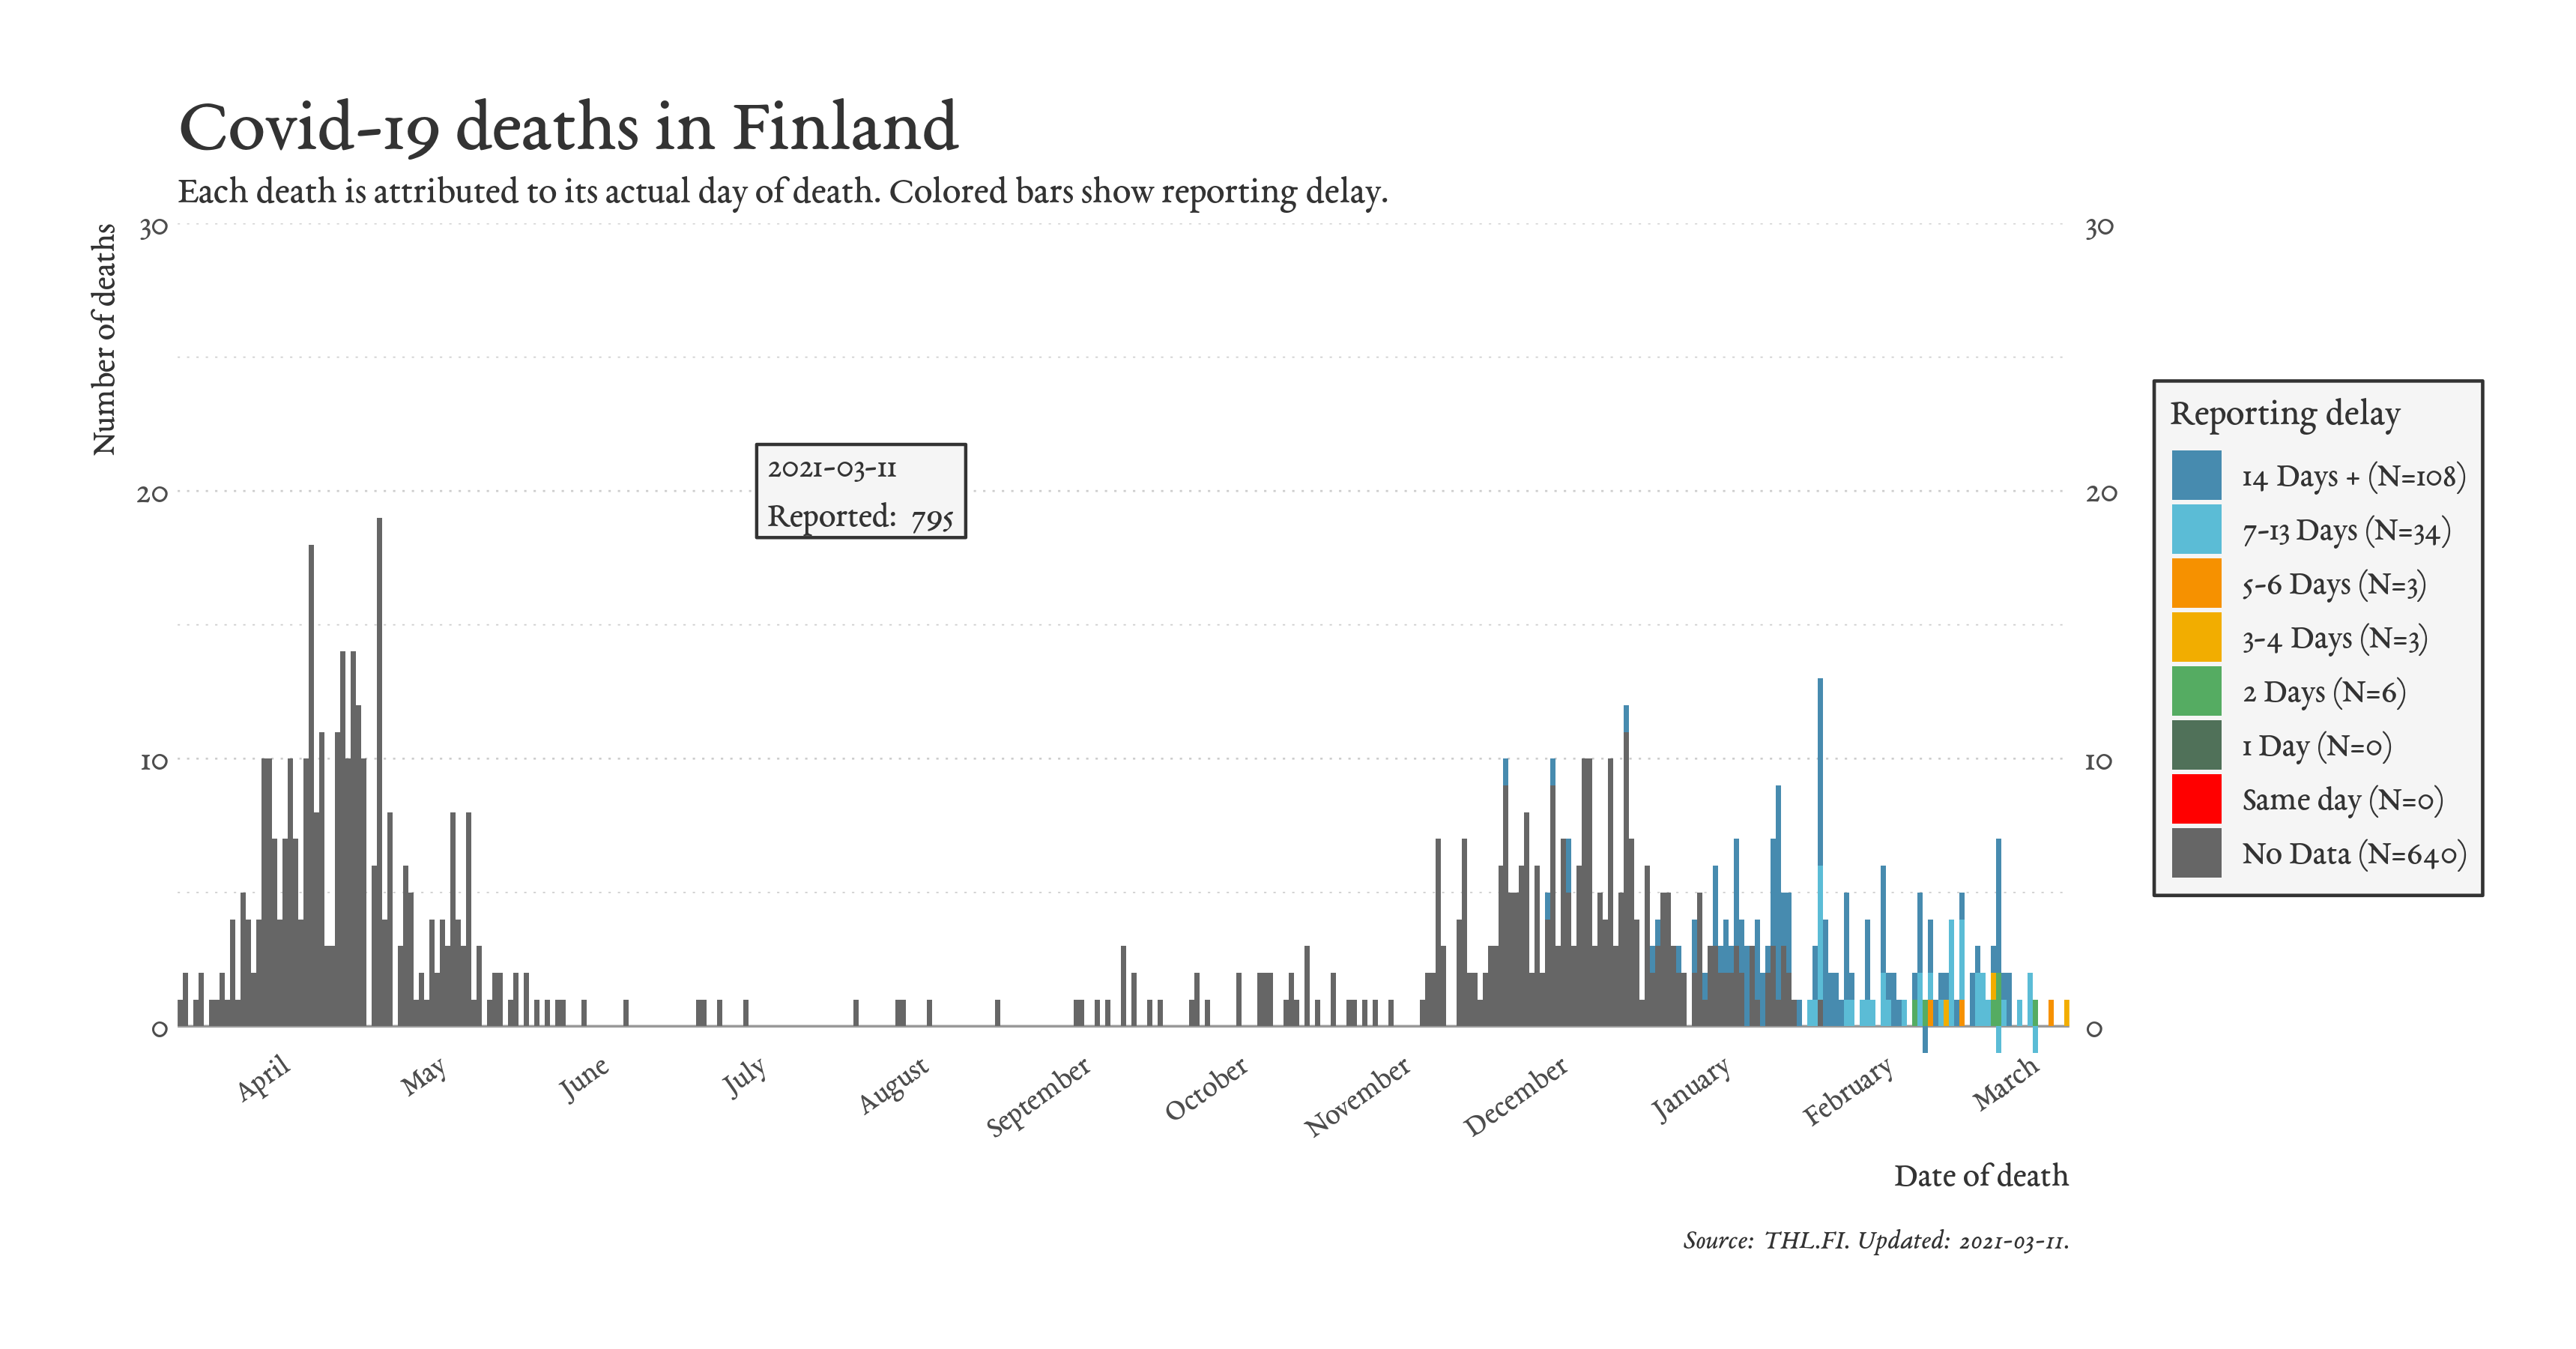 Covid-19 deaths in Finland
Each death is attributed to its actual day of death. Colored bars show reporting delay.
Number of deaths
30
20
10
0
30
20
10
0
2021-03-11
Reported: 795
April
May
June
July
August
September
October
November
December
January
February
March
Date of death
Reporting delay
14 Days + (N=108)
7-13 Days (N=34)
5-6 Days (N=3)
3-4 Days (N=3)
2 Days (N=6)
1 Day (N=0)
Same day (N=0)
No Data (N=640)
Source: THL.FI. Updated: 2021-03-11.